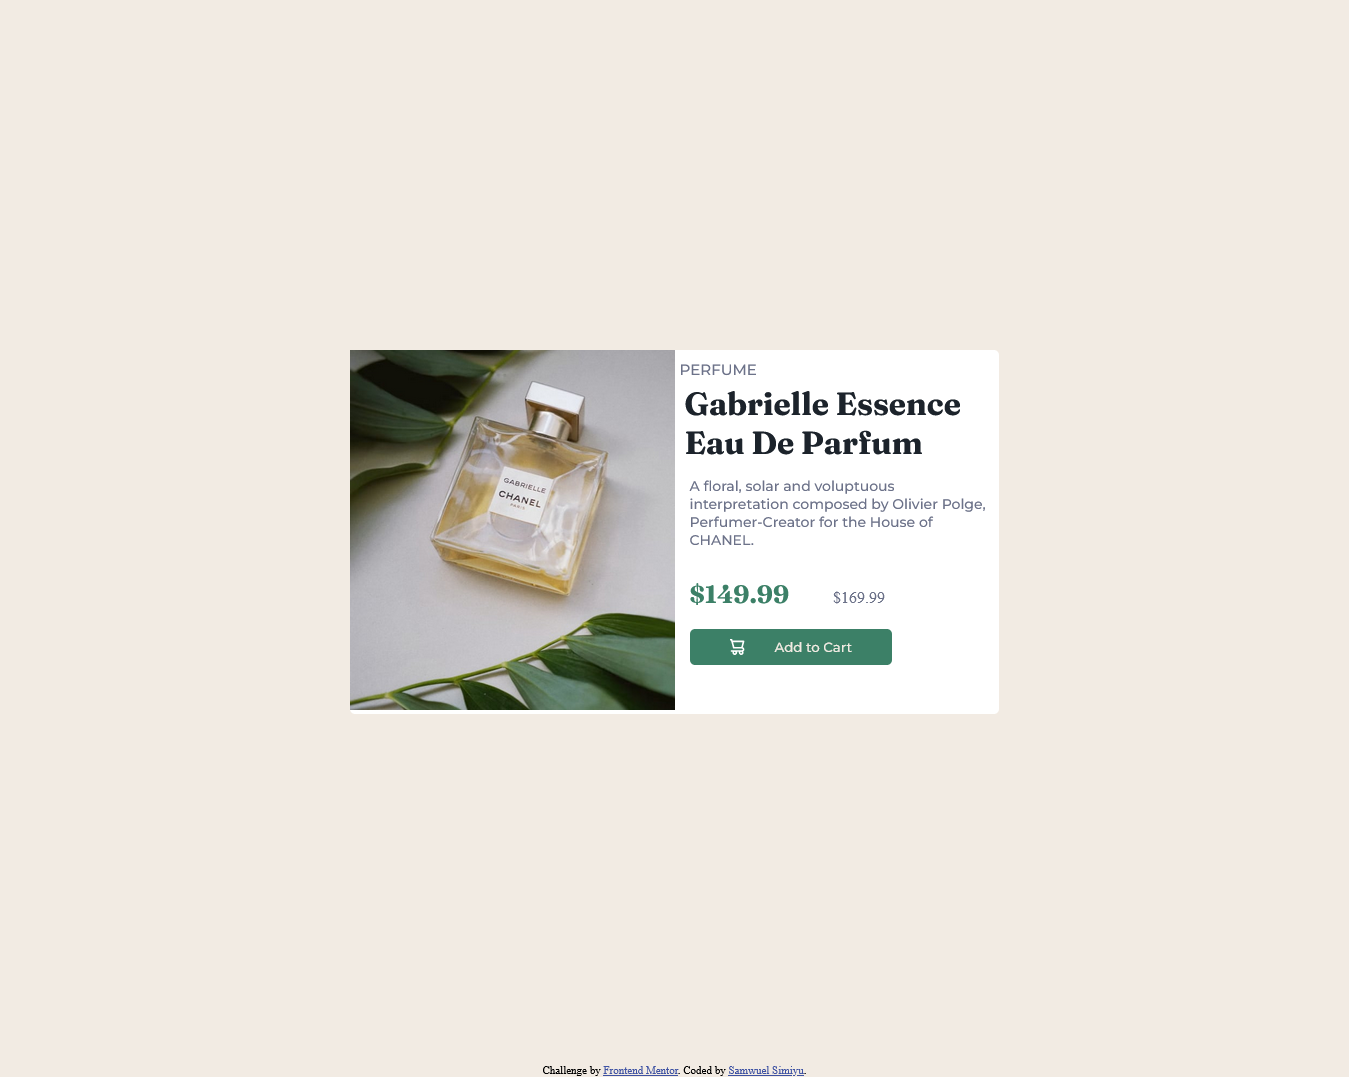 PERFUME
Gabrielle Essence
Eau De Parfum
A floral, solar and voluptuous
interpretation composed by Olivier Polge,
Perfumer-Creator for the House of
CHANEL.
$149.99 $169.99
Add to Cart
GABRIELLE
CHANEL
PARIS
Challenge by Frontend Mentor. Coded by Samwuel Simiyu.